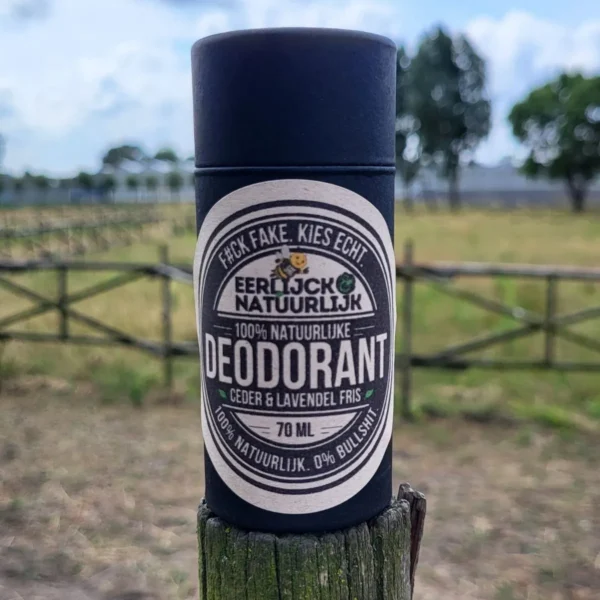 F#CK FAKE. KIES ECHT.
EERLIJCK
NATUURLIJK
100% NATUURLIJKE
DEODORANT
CEDER & LAVENDEL FRIS
70 ML
100% NATUURLIJK. 0% BULLSHIT.